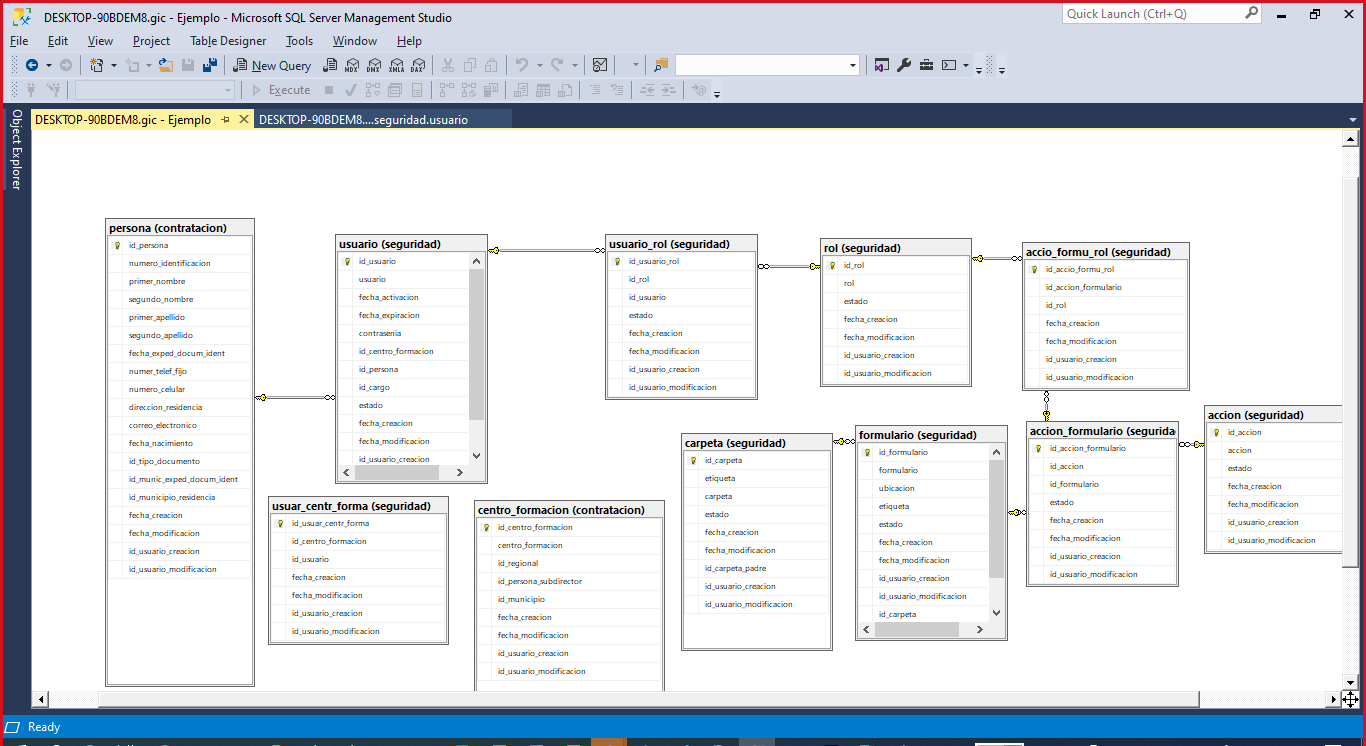 DESKTOP-90BDEM8.gic - Ejemplo - Microsoft SQL Server Management Studio
Quick Launch (Ctrl+Q)
File Edit View Project Table Designer Tools Window Help
New Query
MDX DMX XMLA DAX
Execute
Object Explorer
DESKTOP-90BDEM8.gic - Ejemplo
DESKTOP-90BDEM8....seguridad.usuario
persona (contratacion)
id_persona
numero_identificacion
primer_nombre
segundo_nombre
primer_apellido
segundo_apellido
fecha_exped_docum_ident
numer_telef_fijo
numero_celular
direccion_residencia
correo_electronico
fecha_nacimiento
id_tipo_documento
id_munic_exped_docum_ident
id_municipio_residencia
fecha_creacion
fecha_modificacion
id_usuario_creacion
id_usuario_modificacion
usuario (seguridad)
id_usuario
usuario
fecha_activacion
fecha_expiracion
contrasenia
id_centro_formacion
id_persona
id_cargo
estado
fecha_creacion
fecha_modificacion
id_usuario_creacion
usuario_rol (seguridad)
id_usuario_rol
id_rol
id_usuario
estado
fecha_creacion
fecha_modificacion
id_usuario_creacion
id_usuario_modificacion
rol (seguridad)
id_rol
rol
estado
fecha_creacion
fecha_modificacion
id_usuario_creacion
id_usuario_modificacion
accio_formu_rol (seguridad)
id_accio_formu_rol
id_accion_formulario
id_rol
fecha_creacion
fecha_modificacion
id_usuario_creacion
id_usuario_modificacion
usuar_centr_forma (seguridad)
id_usuar_centr_forma
id_centro_formacion
id_usuario
fecha_creacion
fecha_modificacion
id_usuario_creacion
id_usuario_modificacion
centro_formacion (contratacion)
id_centro_formacion
centro_formacion
id_regional
id_persona_subdirector
id_municipio
fecha_creacion
fecha_modificacion
id_usuario_creacion
id_usuario_modificacion
carpeta (seguridad)
id_carpeta
etiqueta
carpeta
estado
fecha_creacion
fecha_modificacion
id_carpeta_padre
id_usuario_creacion
id_usuario_modificacion
formulario (seguridad)
id_formulario
formulario
ubicacion
etiqueta
estado
fecha_creacion
fecha_modificacion
id_usuario_creacion
id_usuario_modificacion
id_carpeta
accion_formulario (segurida
id_accion_formulario
id_accion
id_formulario
estado
fecha_creacion
fecha_modificacion
id_usuario_creacion
id_usuario_modificacion
accion (seguridad)
id_accion
accion
estado
fecha_creacion
fecha_modificacion
id_usuario_creacion
id_usuario_modificacion
Ready